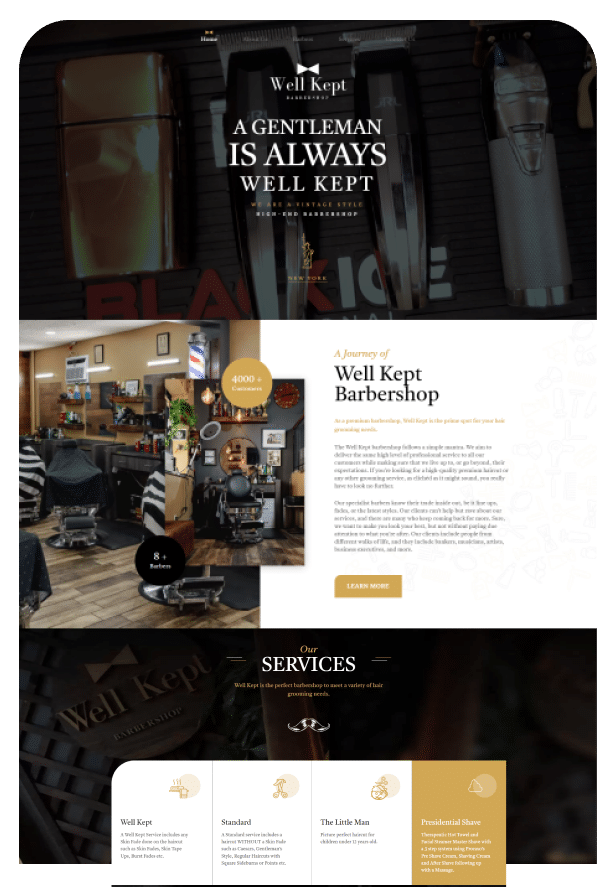 Home
Well Kept
BARBERSHOP
A GENTLEMAN
IS ALWAYS
WELL KEPT
WE ARE A VINTAGE STYLE
HIGH-END BARBERSHOP
NEW YORK
JRL
BLACK ICE
4000 +
Customers
8 +
Barbers
A Journey of
Well Kept
Barbershop
As a premium barbershop, Well Kept is the prime spot for your hair
grooming needs.
The Well Kept barbershop follows a simple mantra. We aim to
deliver the same high level of professional service to all our
customers while making sure that we live up to, or go beyond, their
expectations. If you're looking for a high-quality premium haircut or
any other grooming service, as clichéd as it might sound, you really
have to look no further.
Our specialist barbers know their trade inside out, be it line ups,
fades, or the latest styles. Our clients can't help but rave about our
services, and there are many who keep coming back for more. Sure,
we want to make you look your best, but not without paying due
attention to what you're after. Our clients include people from
different walks of life, and they include bankers, musicians, artists,
business executives, and more.
LEARN MORE
Well Kept
BARBERSHOP
Our
SERVICES
Well Kept is the perfect barbershop to meet a variety of hair
grooming needs.
Well Kept
A Well Kept Service includes any
Skin Fade done on the haircut
such as Skin Fades, Skin Tape
Ups, Burst Fades etc.
Standard
A Standard service includes a
haircut WITHOUT a Skin Fade
such as Caesars, Gentleman's
Style, Regular Haircuts with
Square Sideburns or Points etc.
The Little Man
Picture perfect haircut for
children under 12 years old.
Presidential Shave
Therapeutic Hot Towel and
Facial Steamer Master Shave with
a 2 step system using Proraso's
Pre Shave Cream, Shaving Cream
and After Shave following up
with a Massage.